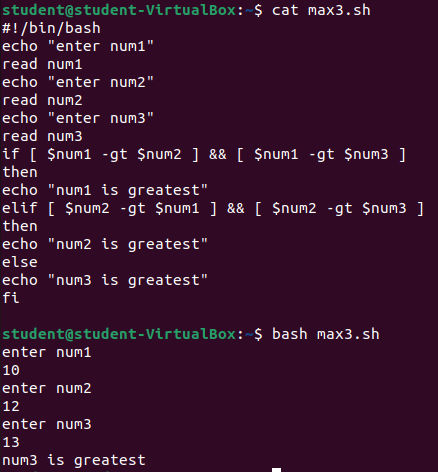 student@student-VirtualBox:~$ cat max3.sh
#!/bin/bash
echo "enter num1"
read num1
echo "enter num2"
read num2
echo "enter num3"
read num3
if [ $num1 -gt $num2 ] && [ $num1 -gt $num3 ]
then
echo "num1 is greatest"
elif [ $num2 -gt $num1 ] && [ $num2 -gt $num3 ]
then
echo "num2 is greatest"
else
echo "num3 is greatest"
fi
student@student-VirtualBox:~$ bash max3.sh
enter num1
10
enter num2
12
enter num3
13
num3 is greatest